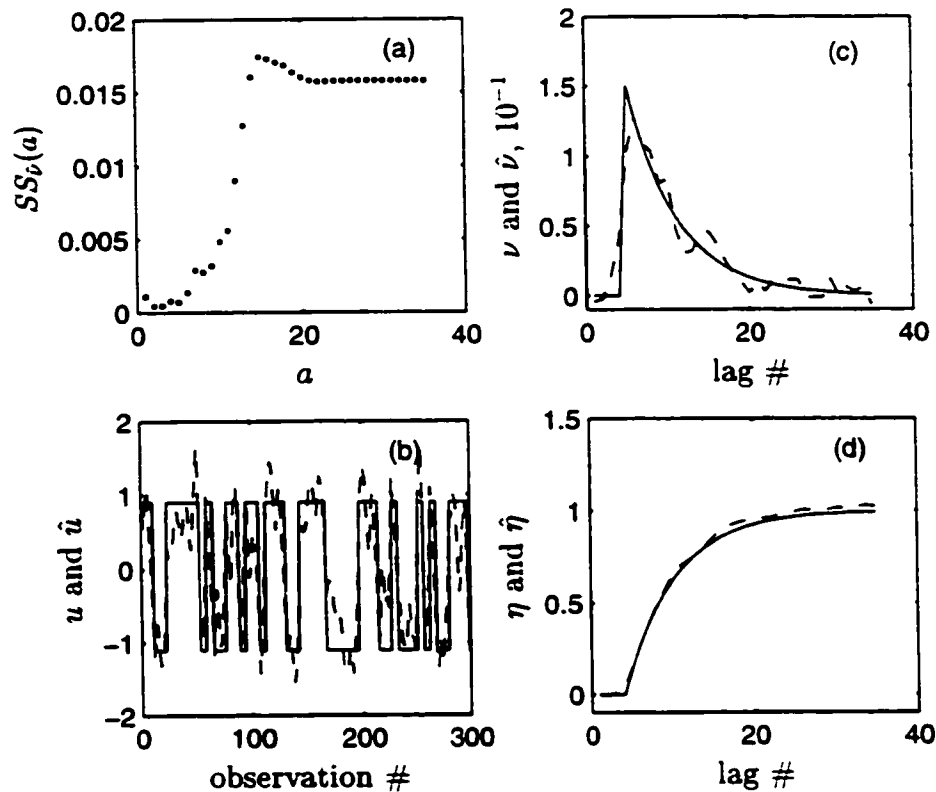 0.02
0.015
0.01
0.005
0
SS_ν̂(a)
(a)
0 20 40
a
2
1.5
1
0.5
0
ν and ν̂, 10⁻¹
(c)
0 20 40
lag #
2
1
0
−1
−2
u and û
(b)
0 100 200 300
observation #
1.5
1
0.5
0
η and η̂
(d)
0 20 40
lag #